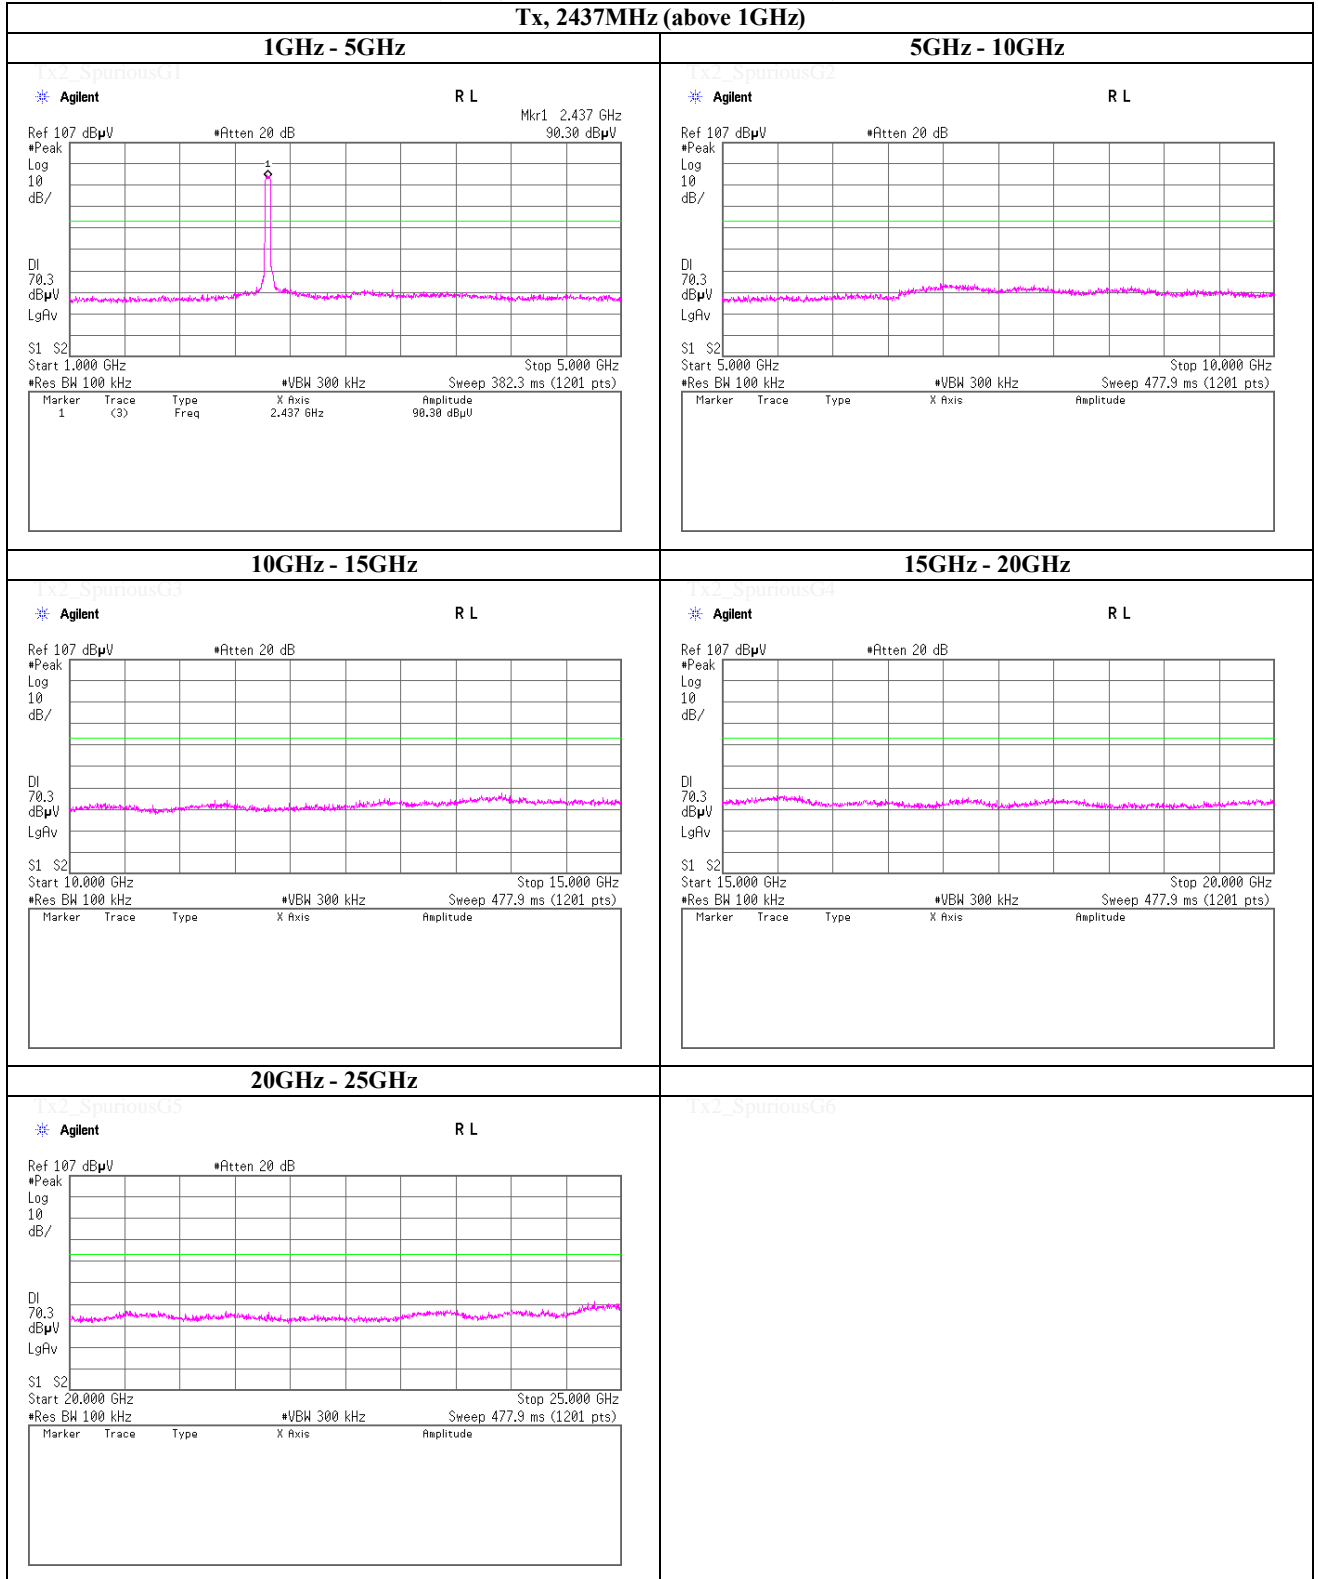 Tx, 2437MHz (above 1GHz)
1GHz - 5GHz
Tx2_SpuriousG1
Agilent R L
Mkr1 2.437 GHz
Ref 107 dBµV #Atten 20 dB 90.30 dBµV
#Peak
Log
10
dB/
1
DI
70.3
dBµV
LgAv
S1 S2
Start 1.000 GHz Stop 5.000 GHz
#Res BW 100 kHz #VBW 300 kHz Sweep 382.3 ms (1201 pts)
Marker Trace Type X Axis Amplitude
1 (3) Freq 2.437 GHz 90.30 dBµV
5GHz - 10GHz
Tx2_SpuriousG2
Agilent R L
Ref 107 dBµV #Atten 20 dB
#Peak
Log
10
dB/
DI
70.3
dBµV
LgAv
S1 S2
Start 5.000 GHz Stop 10.000 GHz
#Res BW 100 kHz #VBW 300 kHz Sweep 477.9 ms (1201 pts)
Marker Trace Type X Axis Amplitude
10GHz - 15GHz
Tx2_SpuriousG3
Agilent R L
Ref 107 dBµV #Atten 20 dB
#Peak
Log
10
dB/
DI
70.3
dBµV
LgAv
S1 S2
Start 10.000 GHz Stop 15.000 GHz
#Res BW 100 kHz #VBW 300 kHz Sweep 477.9 ms (1201 pts)
Marker Trace Type X Axis Amplitude
15GHz - 20GHz
Tx2_SpuriousG4
Agilent R L
Ref 107 dBµV #Atten 20 dB
#Peak
Log
10
dB/
DI
70.3
dBµV
LgAv
S1 S2
Start 15.000 GHz Stop 20.000 GHz
#Res BW 100 kHz #VBW 300 kHz Sweep 477.9 ms (1201 pts)
Marker Trace Type X Axis Amplitude
20GHz - 25GHz
Tx2_SpuriousG5
Agilent R L
Ref 107 dBµV #Atten 20 dB
#Peak
Log
10
dB/
DI
70.3
dBµV
LgAv
S1 S2
Start 20.000 GHz Stop 25.000 GHz
#Res BW 100 kHz #VBW 300 kHz Sweep 477.9 ms (1201 pts)
Marker Trace Type X Axis Amplitude
Tx2_SpuriousG6